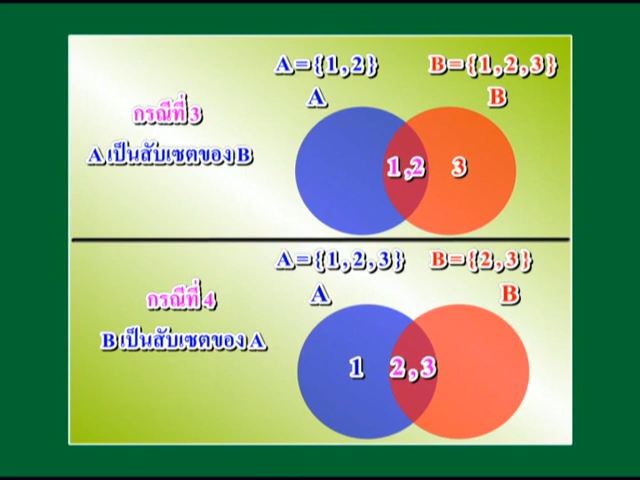 A = {1,2} B = {1,2,3}
A B
กรณีที่ 3
A เป็นสับเซตของ B
1,2 3
A = {1,2,3} B = {2,3}
A B
กรณีที่ 4
B เป็นสับเซตของ A
1 2,3